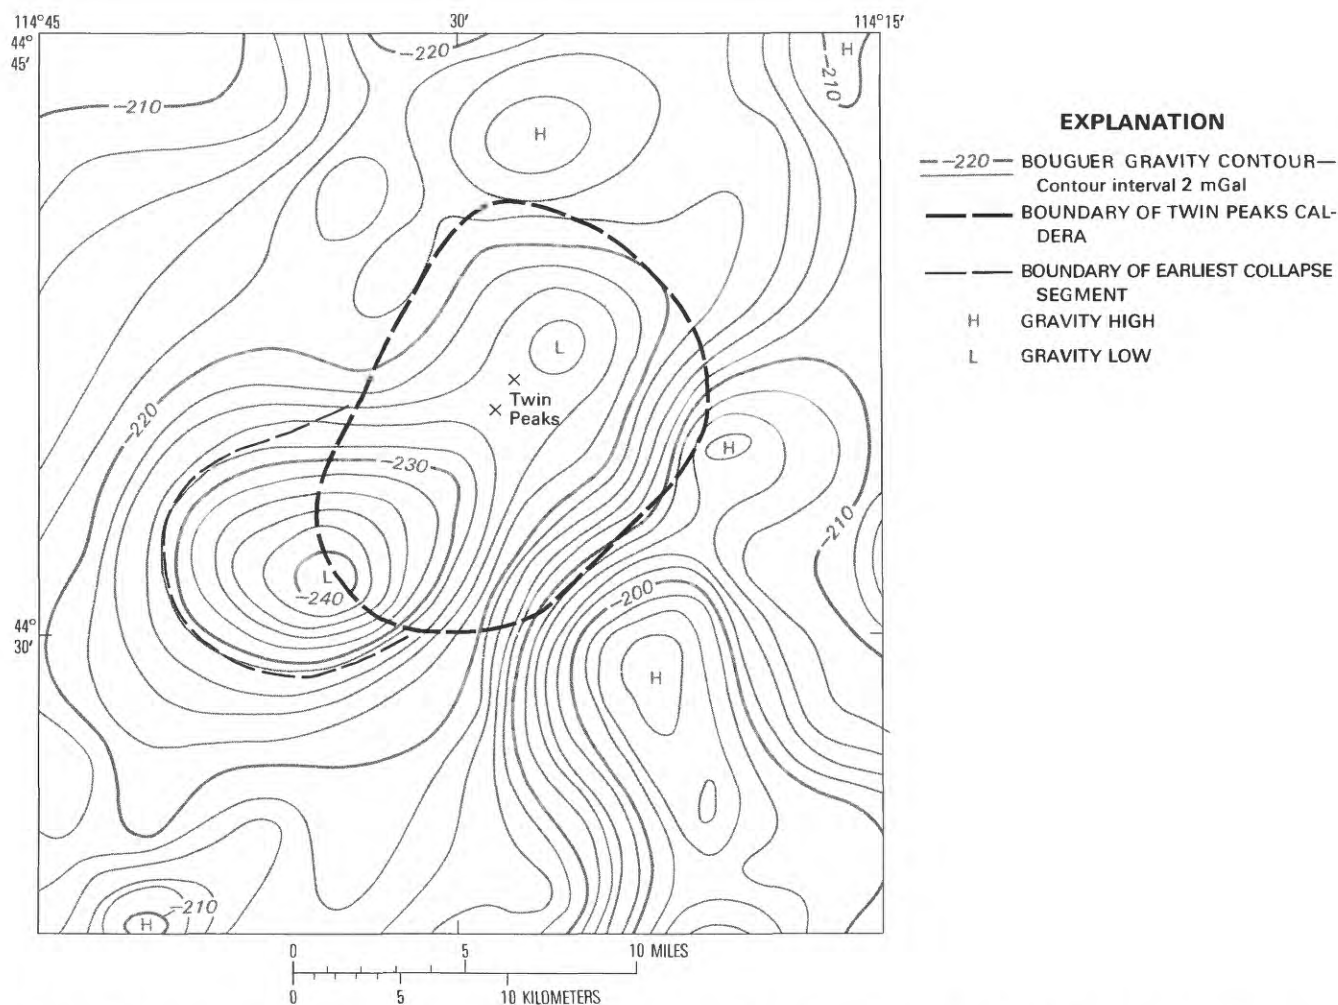 114°45
30'
114°15'
44°
45'
−220
H
−210
−210
H
EXPLANATION
−220
BOUGUER GRAVITY CONTOUR—
Contour interval 2 mGal
BOUNDARY OF TWIN PEAKS CAL-
DERA
BOUNDARY OF EARLIEST COLLAPSE
SEGMENT
H GRAVITY HIGH
L GRAVITY LOW
L
Twin
Peaks
−220
H
−230
−210
L
−240
−200
44°
30'
H
−210
H
0 5 10 MILES
0 5 10 KILOMETERS